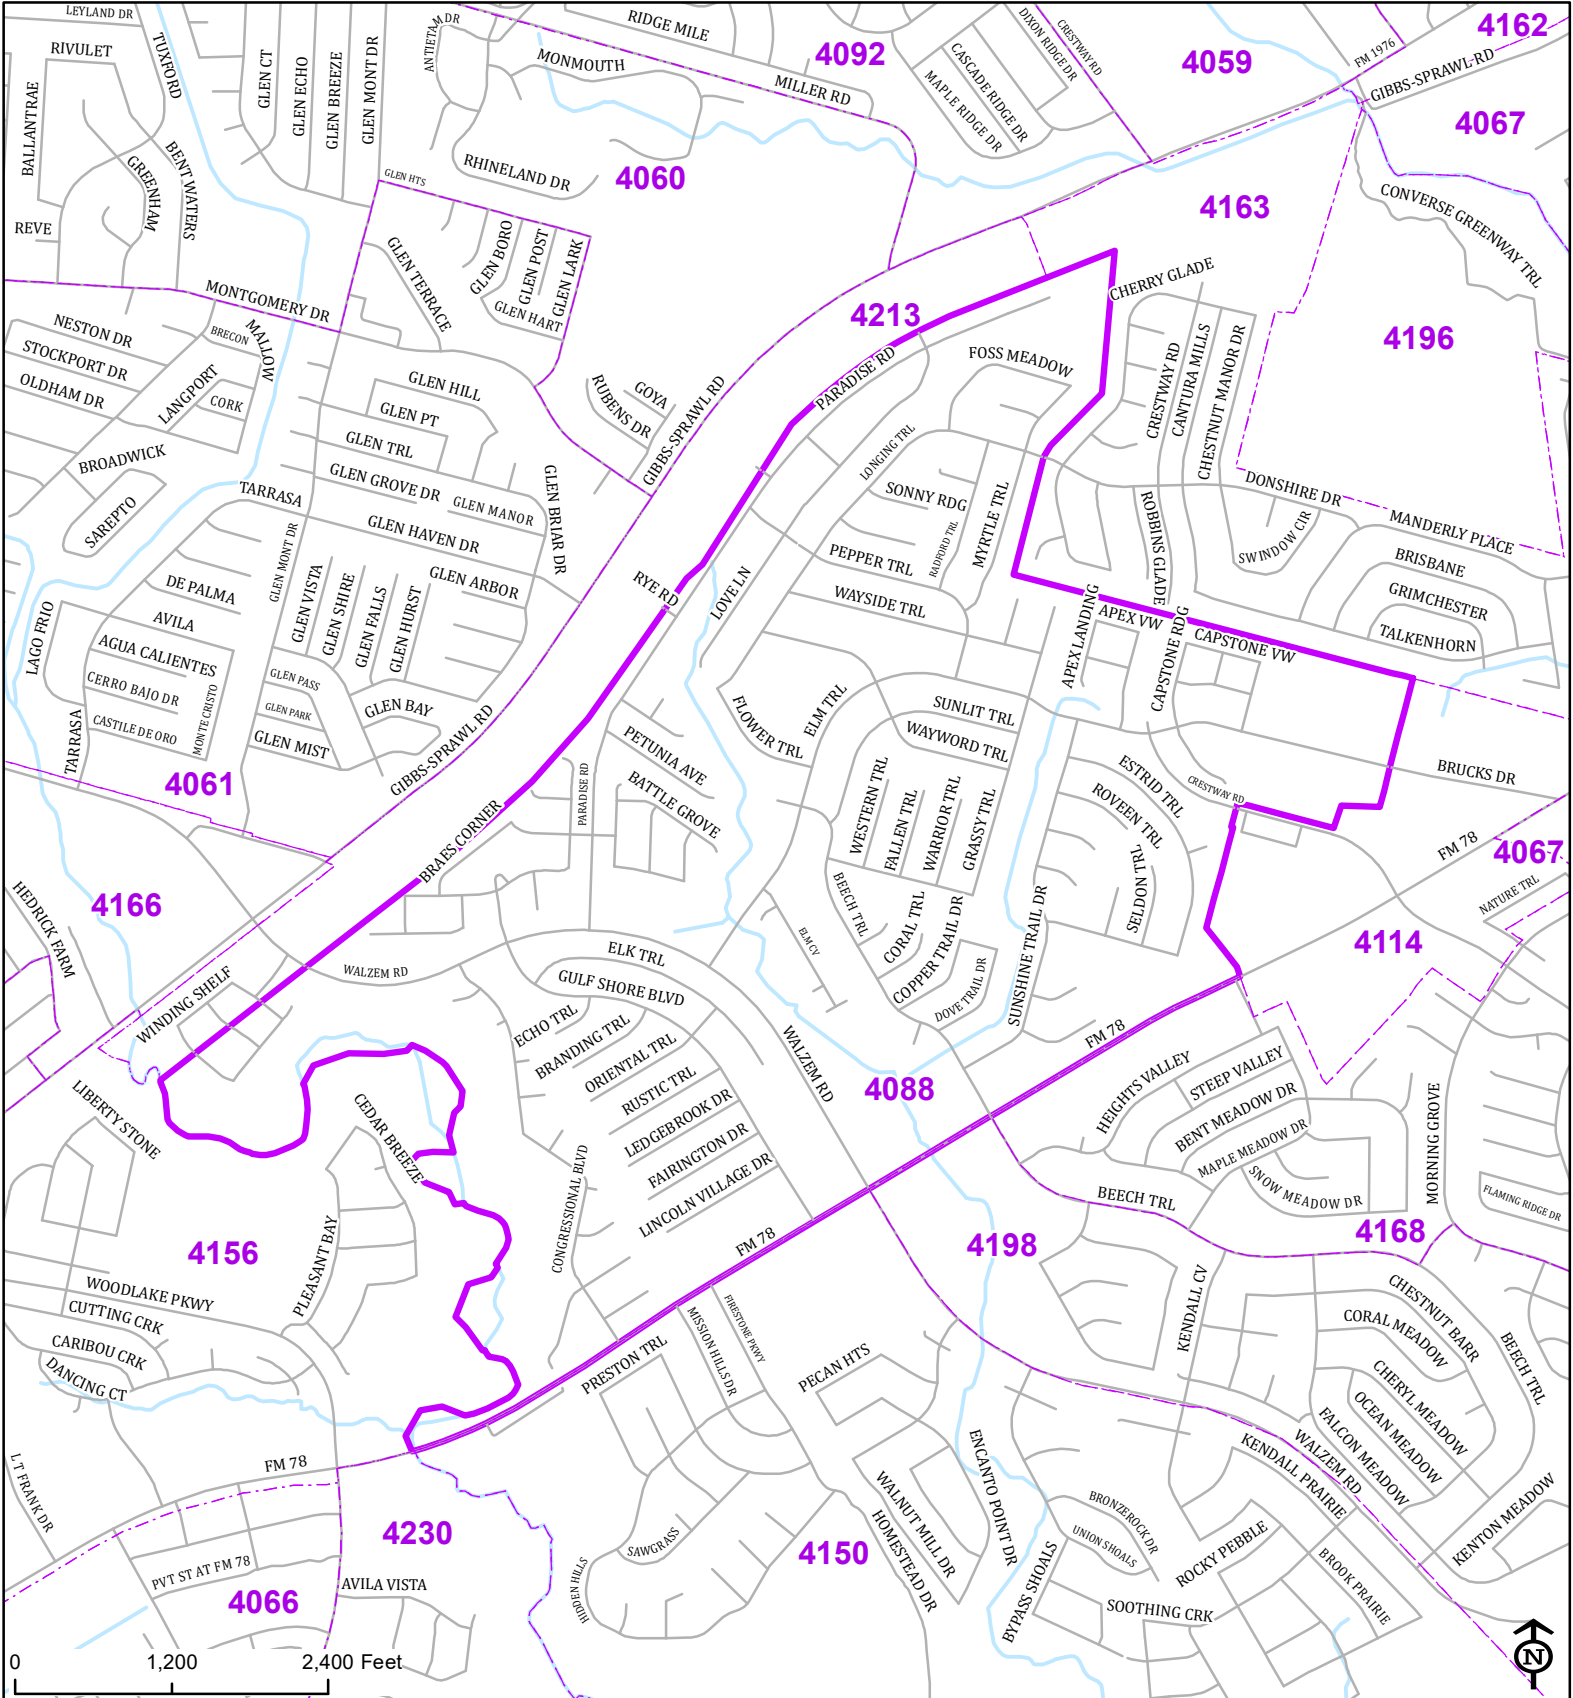 LEYLAND DR
RIVULET
TUXFORD
BALLANTRAE
GREENHAM
BENT WATERS
REVE
GLEN CT
GLEN ECHO
GLEN BREEZE
GLEN MONT DR
ANTIETAM DR
RIDGE MILE
MONMOUTH
MILLER RD
4092
DIXON RIDGE DR
CRESTWAY RD
CASCADE RIDGE DR
MAPLE RIDGE DR
4059
4162
FM 1976
GIBBS-SPRAWL RD
4067
RHINELAND DR
GLEN HTS
4060
4163
CONVERSE GREENWAY TRL
GLEN TERRACE
GLEN BORO
GLEN POST
GLEN LARK
GLEN HART
MONTGOMERY DR
CHERRY GLADE
4213
4196
NESTON DR
STOCKPORT DR
OLDHAM DR
BRECON
MALLOW
LANGPORT
CORK
BROADWICK
SAREPTO
GLEN HILL
GLEN PT
GLEN TRL
GLEN GROVE DR
GLEN MANOR
GLEN BRIAR DR
RUBENS DR
GOYA
GIBBS-SPRAWL RD
PARADISE RD
FOSS MEADOW
CRESTWAY RD
CANTURA MILLS
CHESTNUT MANOR DR
LONGING TRL
SONNY RDG
RADFORD TRL
MYRTLE TRL
DONSHIRE DR
MANDERLY PLACE
SWINDOW CIR
BRISBANE
GRIMCHESTER
TALKENHORN
ROBBINS GLADE
TARRASA
GLEN HAVEN DR
GLEN MONT DR
GLEN VISTA
GLEN SHIRE
GLEN FALLS
GLEN HURST
GLEN ARBOR
DE PALMA
AVILA
AGUA CALIENTES
CERRO BAJO DR
CASTILE DE ORO
MONTE CRISTO
LAGO FRIO
TARRASA
GLEN PASS
GLEN PARK
GLEN MIST
GLEN BAY
GIBBS-SPRAWL RD
RYE RD
LOVE LN
PEPPER TRL
WAYSIDE TRL
APEX LANDING
APEX VW
CAPSTONE RDG
CAPSTONE VW
FLOWER TRL
ELM TRL
SUNLIT TRL
WAYWORD TRL
4061
PETUNIA AVE
BATTLE GROVE
PARADISE RD
BRAES CORNER
WESTERN TRL
FALLEN TRL
WARRIOR TRL
GRASSY TRL
ESTRID TRL
ROVEEN TRL
SELDON TRL
CRESTWAY RD
BRUCKS DR
FM 78
4067
NATURE TRL
4166
HEDRICK FARM
WINDING SHELF
WALZEM RD
ELK TRL
GULF SHORE BLVD
ELM CV
BEECH TRL
CORAL TRL
COPPER TRAIL DR
DOVE TRAIL DR
SUNSHINE TRAIL DR
4114
FM 78
ECHO TRL
BRANDING TRL
ORIENTAL TRL
RUSTIC TRL
LEDGEBROOK DR
FAIRINGTON DR
LINCOLN VILLAGE DR
WALZEM RD
4088
HEIGHTS VALLEY
STEEP VALLEY
BENT MEADOW DR
MAPLE MEADOW DR
SNOW MEADOW DR
MORNING GROVE
FLAMING RIDGE DR
LIBERTY STONE
CEDAR BREEZE
CONGRESSIONAL BLVD
BEECH TRL
4156
PLEASANT BAY
FM 78
4198
4168
WOODLAKE PKWY
CUTTING CRK
CARIBOU CRK
DANCING CT
PRESTON TRL
MISSION HILLS DR
FIRESTONE PKWY
PECAN HTS
KENDALL CV
CHESTNUT BARR
CORAL MEADOW
BEECH TRL
CHERYL MEADOW
OCEAN MEADOW
FALCON MEADOW
WALZEM RD
KENDALL PRAIRIE
KENTON MEADOW
L T FRANK DR
FM 78
4230
PVT ST AT FM 78
AVILA VISTA
4066
HIDDEN HILLS
SAWGRASS
4150
WALNUT MILL DR
HOMESTEAD DR
ENCANTO POINT DR
BYPASS SHOALS
BRONZEROCK DR
UNION SHOALS
ROCKY PEBBLE
SOOTHING CRK
BROOK PRAIRIE
0 1,200 2,400 Feet
N